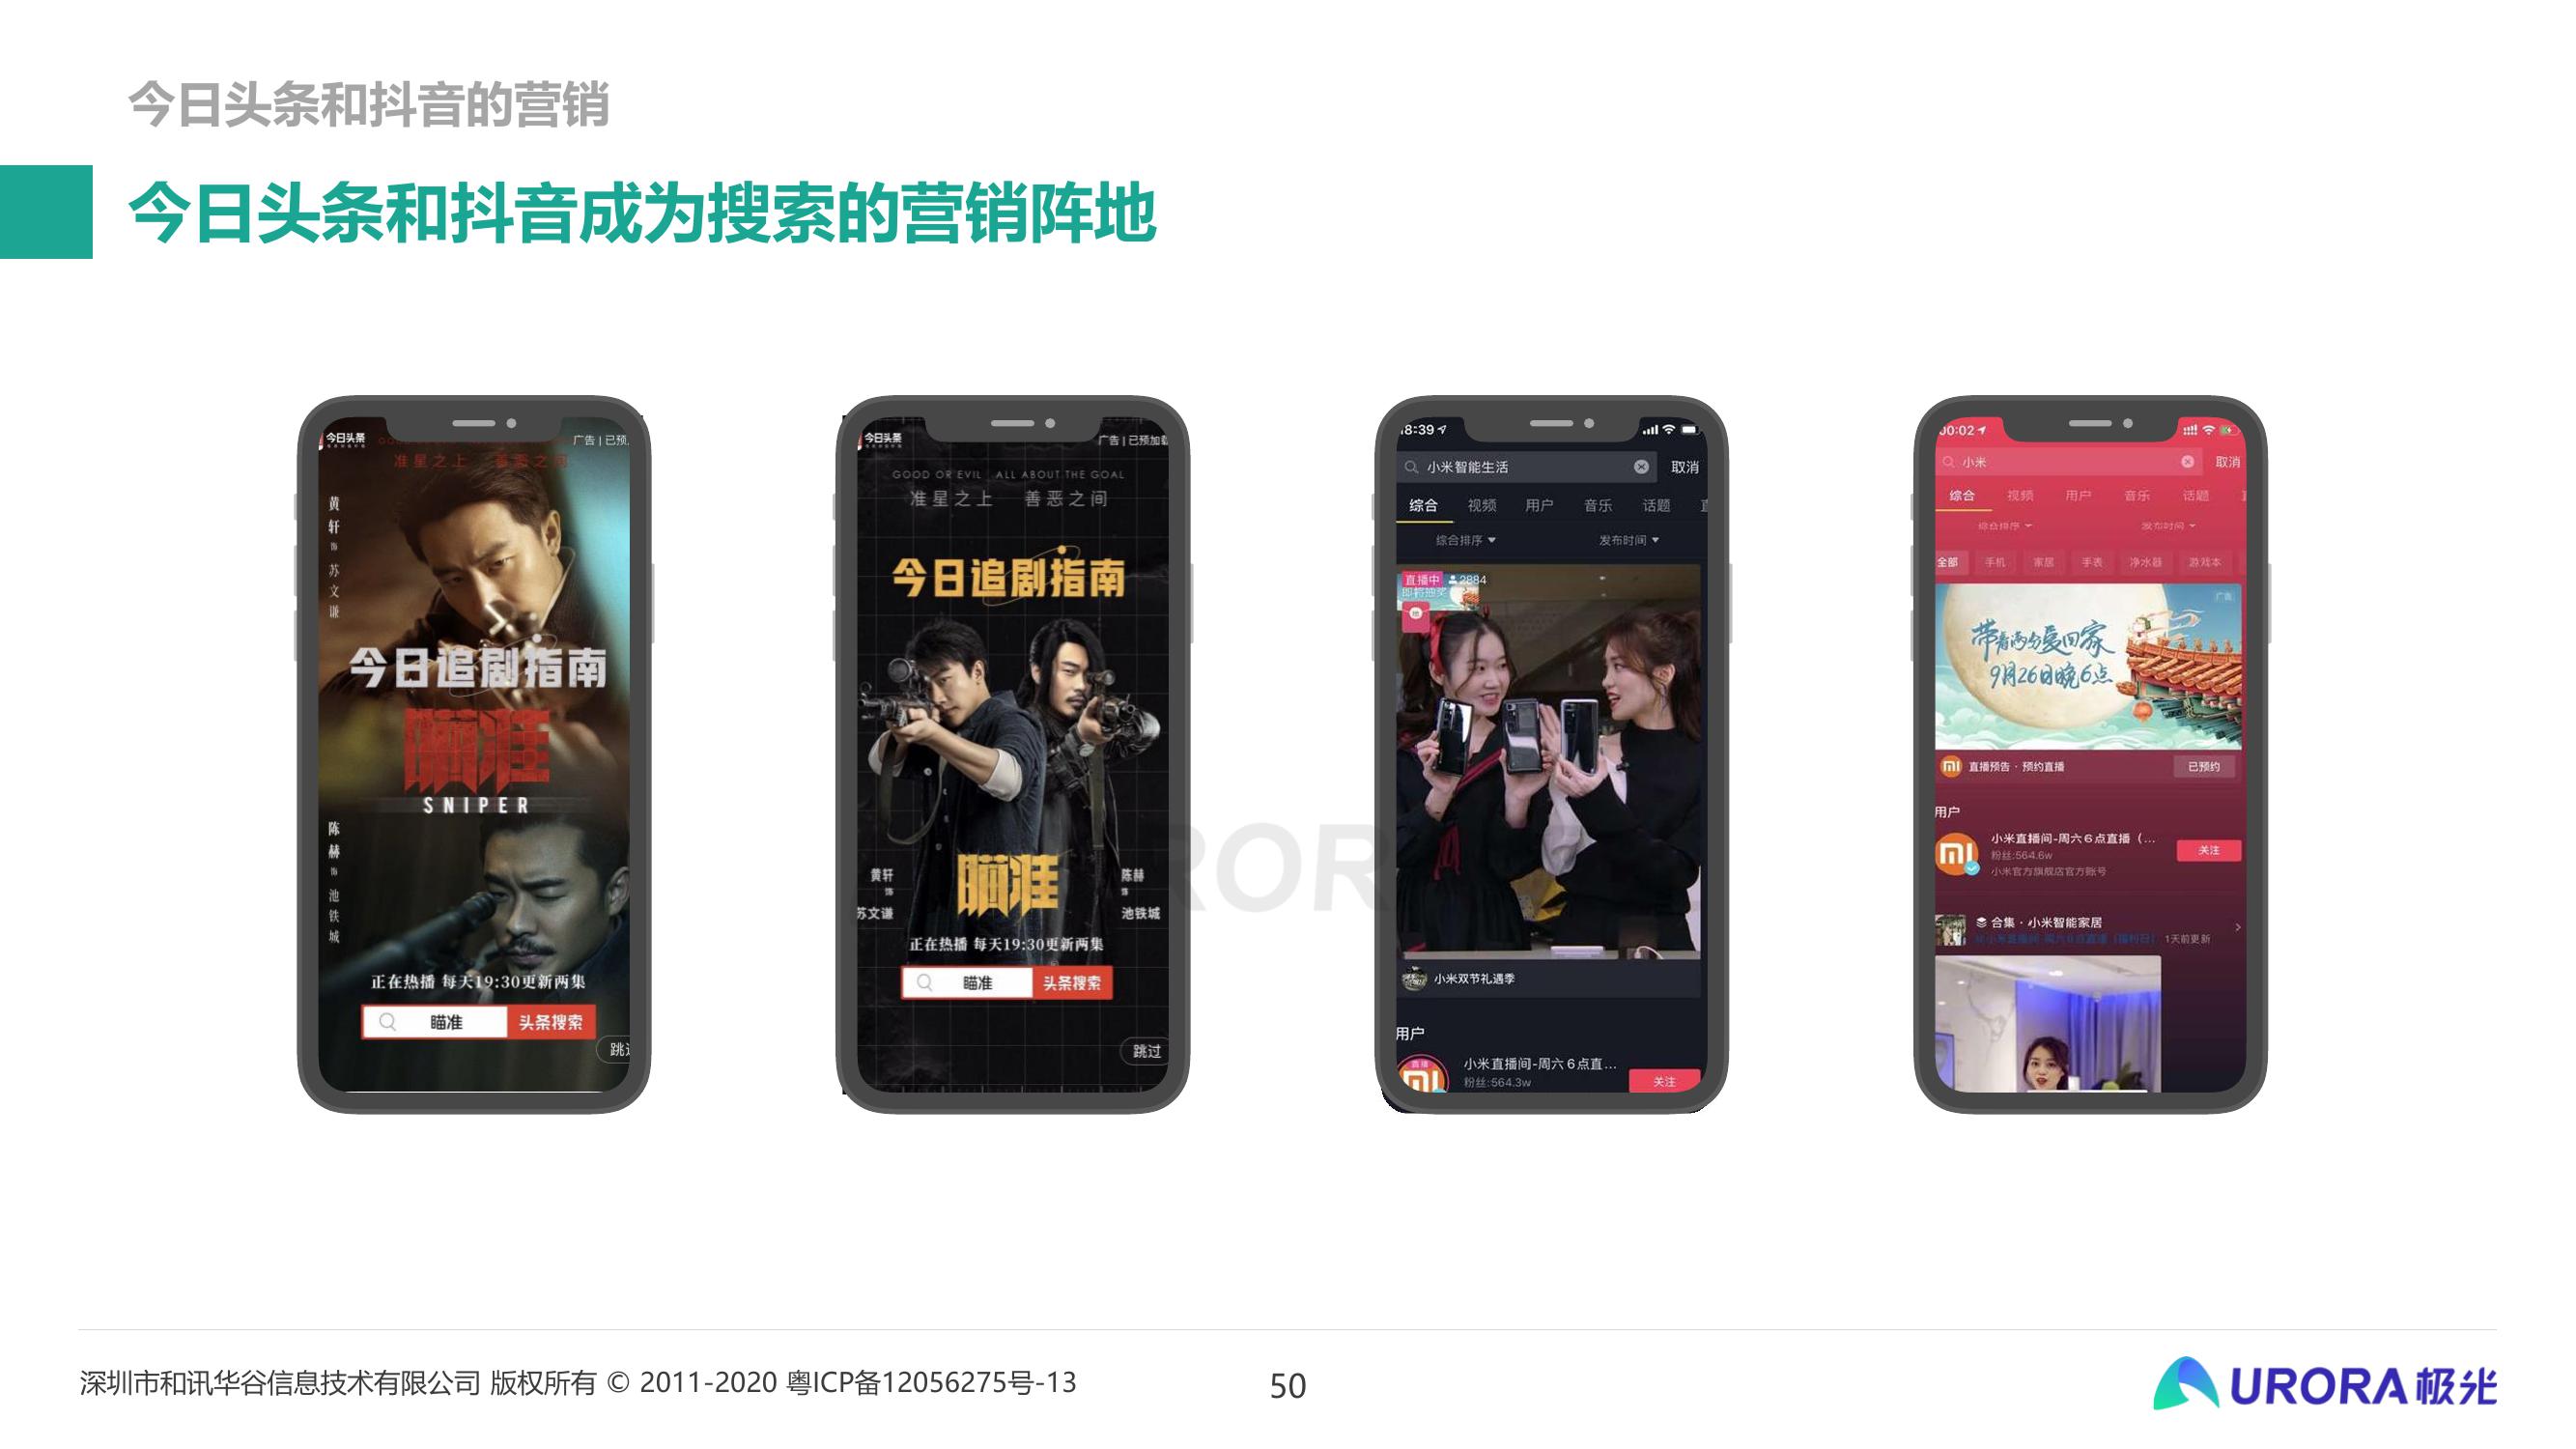 今日头条和抖音的营销
今日头条和抖音成为搜索的营销阵地
今日头条
广告 | 已预
准星之上 善恶之间
黄轩
饰
苏文谦
今日追剧指南
瞄准
SNIPER
陈赫
饰
池铁城
正在热播 每天19:30更新两集
瞄准 头条搜索
跳过
今日头条
广告 | 已预加载
GOOD OR EVIL ALL ABOUT THE GOAL
准星之上 善恶之间
今日追剧指南
瞄准
黄轩
饰
苏文谦
陈赫
饰
池铁城
正在热播 每天19:30更新两集
瞄准 头条搜索
跳过
18:39
小米智能生活 取消
综合 视频 用户 音乐 话题 直
综合排序 发布时间
直播中 2884
即将抽奖
小米双节礼遇季
用户
小米直播间-周六6点直...
粉丝:564.3w
关注
00:02
小米 取消
综合 视频 用户 音乐 话题 直
综合排序 发布时间
全部 手机 家居 手表 净水器 游戏本
广告
带着两分爱回家
9月26日晚6点
直播预告 · 预约直播 已预约
用户
小米直播间-周六6点直播（...
粉丝:564.6w
小米官方旗舰店官方账号
关注
合集 · 小米智能家居
1天前更新
ROR
深圳市和讯华谷信息技术有限公司 版权所有 © 2011-2020 粤ICP备12056275号-13
50
URORA极光